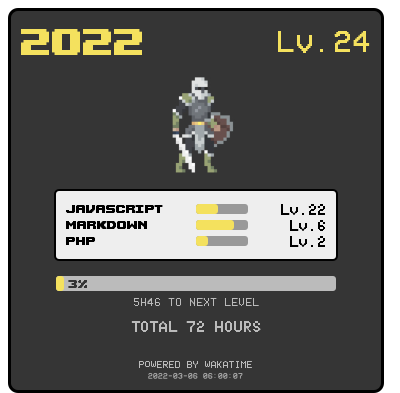 2022 Lv.24
JAVASCRIPT Lv.22
MARKDOWN Lv.6
PHP Lv.2
3%
5H46 TO NEXT LEVEL
TOTAL 72 HOURS
POWERED BY WAKATIME
2022-03-06 06:00:07